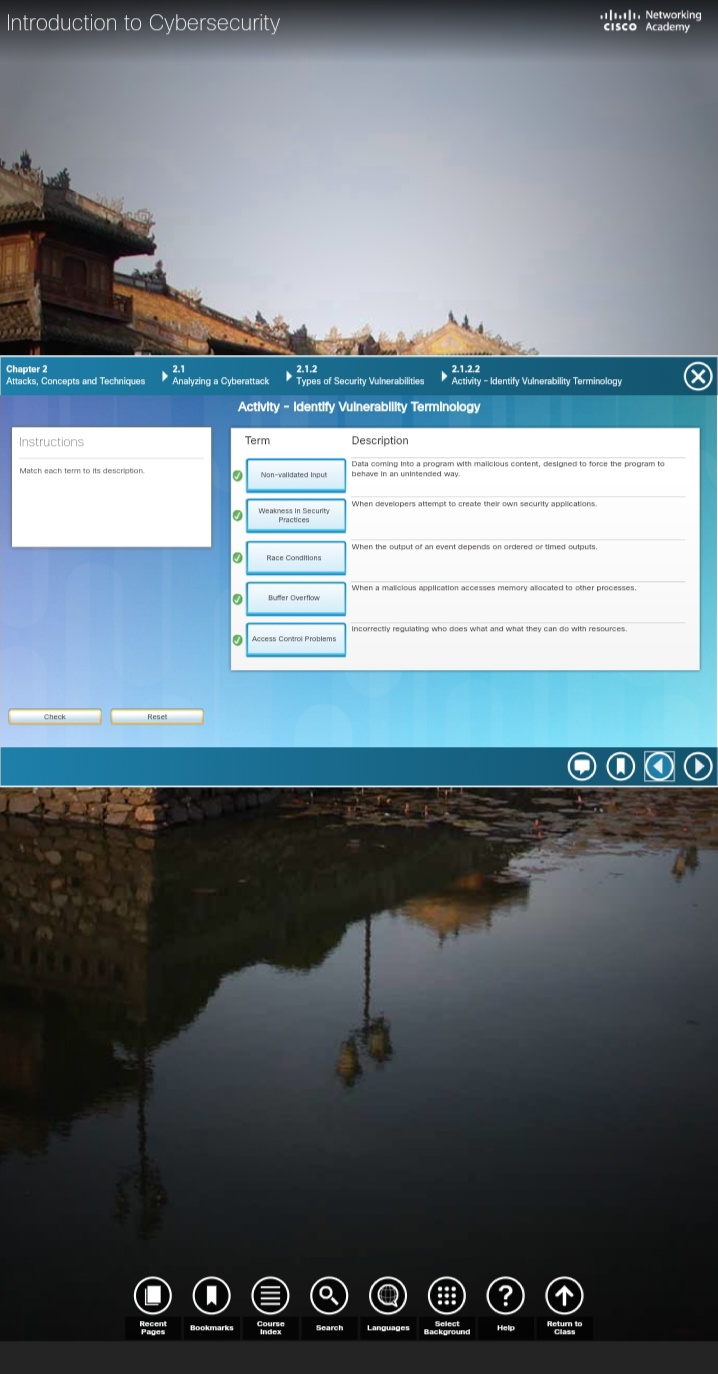 Introduction to Cybersecurity
CISCO
Networking
Academy
Chapter 2
Attacks, Concepts and Techniques
2.1
Analyzing a Cyberattack
2.1.2
Types of Security Vulnerabilities
2.1.2.2
Activity - Identify Vulnerability Terminology
Activity - Identify Vulnerability Terminology
Instructions
Match each term to its description.
Term
Description
Non-validated Input
Data coming into a program with malicious content, designed to force the program to
behave in an unintended way.
Weakness in Security
Practices
When developers attempt to create their own security applications.
Race Conditions
When the output of an event depends on ordered or timed outputs.
Buffer Overflow
When a malicious application accesses memory allocated to other processes.
Access Control Problems
Incorrectly regulating who does what and what they can do with resources.
Check
Reset
Recent
Pages
Bookmarks
Course
Index
Search
Languages
Select
Background
?
Help
Return to
Class